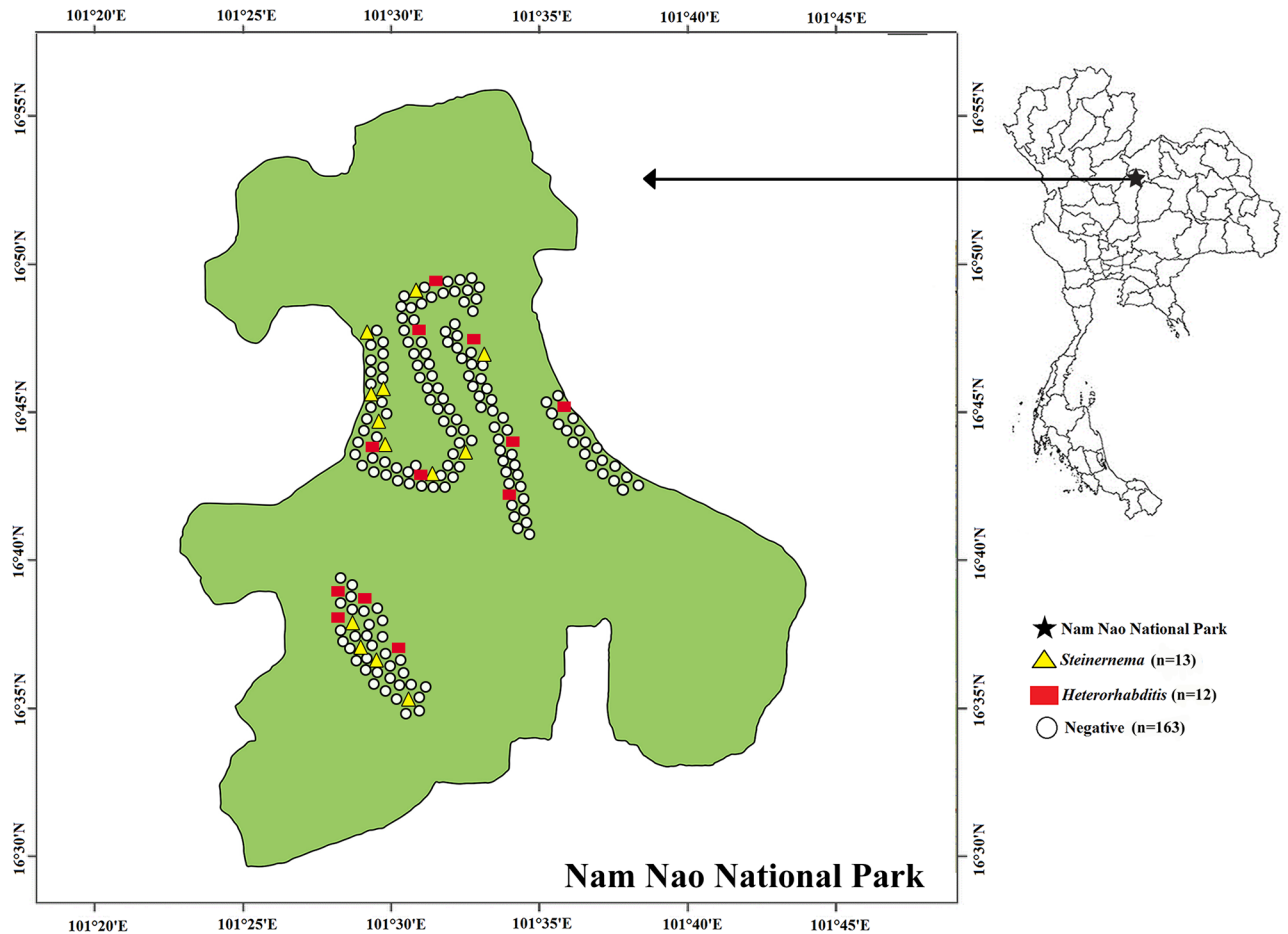 101°20'E 101°25'E 101°30'E 101°35'E 101°40'E 101°45'E
16°55'N 16°55'N
16°50'N 16°50'N
16°45'N 16°45'N
16°40'N 16°40'N
16°35'N 16°35'N
16°30'N 16°30'N
Nam Nao National Park
Steinernema (n=13)
Heterorhabditis (n=12)
Negative (n=163)
Nam Nao National Park
101°20'E 101°25'E 101°30'E 101°35'E 101°40'E 101°45'E